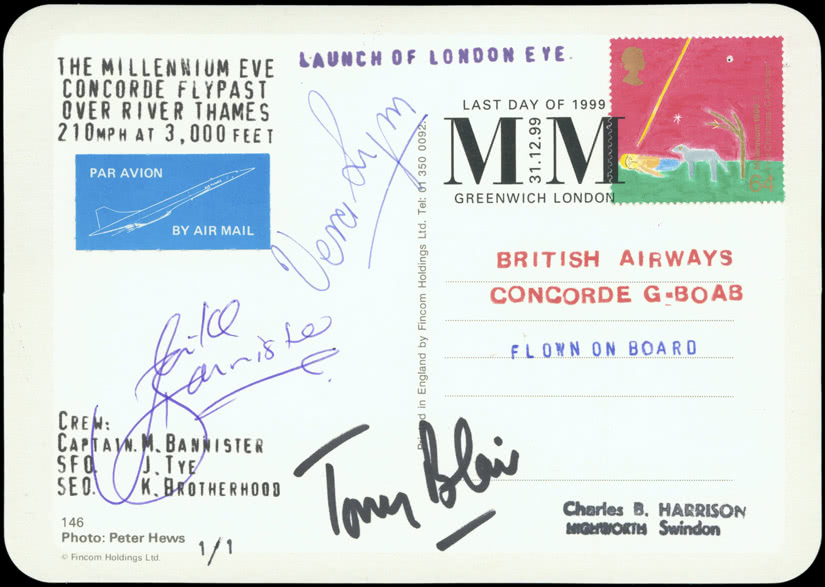 THE MILLENNIUM EVE
CONCORDE FLYPAST
OVER RIVER THAMES
210MPH AT 3,000 FEET
LAUNCH OF LONDON EYE.
LAST DAY OF 1999
MM
31.12.99
GREENWICH LONDON
PAR AVION
BY AIR MAIL
Vera Lynn
Printed in England by Fincom Holdings Ltd. Tel: 01 350 0092.
BRITISH AIRWAYS
CONCORDE G-BOAB
FLOWN ON BOARD
Bannister
CREW:
CAPTAIN. M. BANNISTER
SFO. J. TYE
SEO. K. BROTHERHOOD
Tony Blair
Charles B. HARRISON
HIGHWORTH Swindon
146
Photo: Peter Hews
1/1
© Fincom Holdings Ltd.